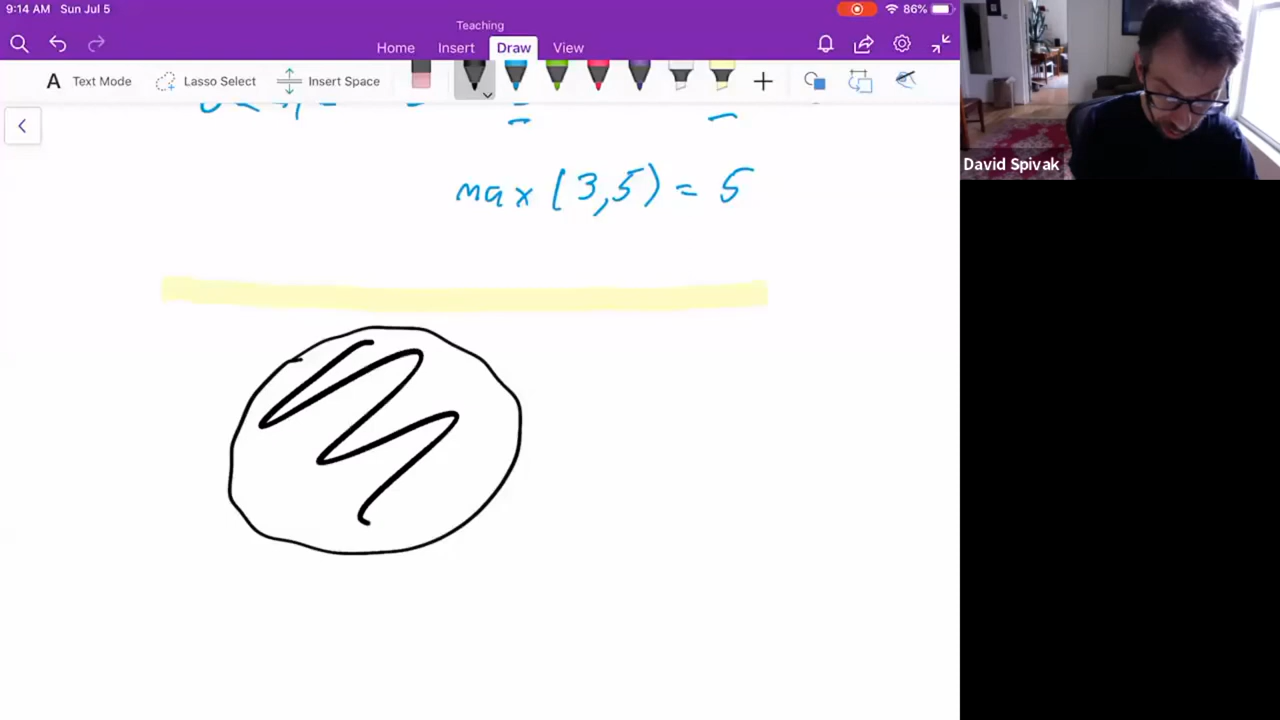 9:14 AM Sun Jul 5
86%
Teaching
Home Insert Draw View
A Text Mode Lasso Select Insert Space
David Spivak
max (3,5) = 5